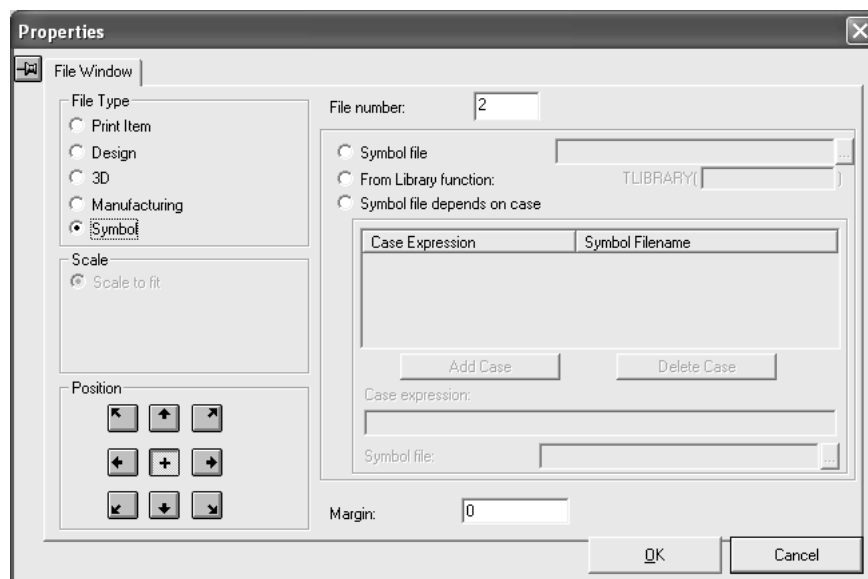 Properties
File Window
File Type
Print Item
Design
3D
Manufacturing
Symbol
Scale
Scale to fit
Position
File number: 2
Symbol file ...
From Library function: TLIBRARY( )
Symbol file depends on case
Case Expression Symbol Filename
Add Case Delete Case
Case expression:
Symbol file: ...
Margin: 0
OK Cancel